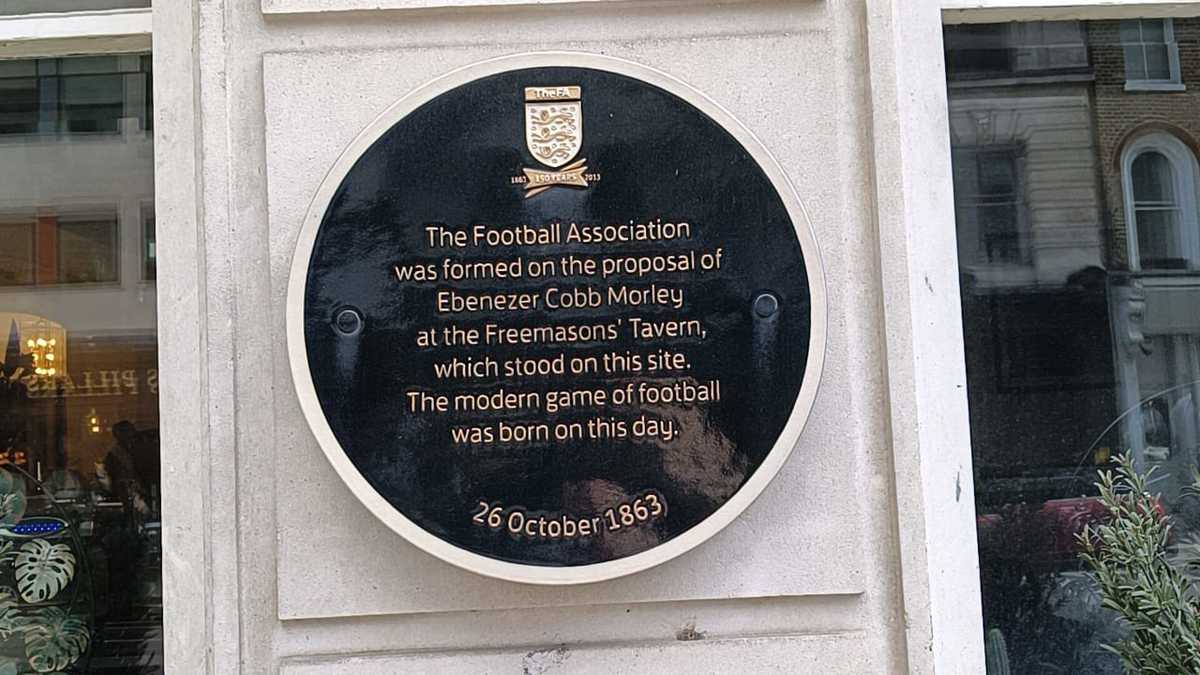 TheFA
1863 150 YEARS 2013
The Football Association
was formed on the proposal of
Ebenezer Cobb Morley
at the Freemasons' Tavern,
which stood on this site.
The modern game of football
was born on this day.
26 October 1863
S PILLARS